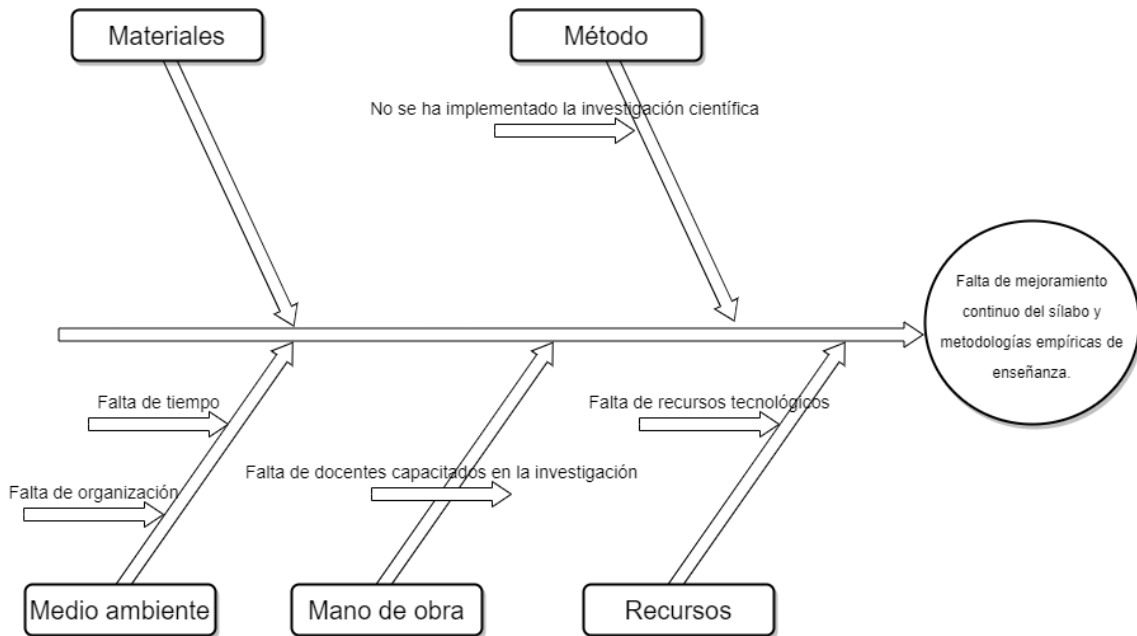 Materiales
Método
No se ha implementado la investigación científica
Falta de mejoramiento
continuo del sílabo y
metodologías empíricas de
enseñanza.
Falta de tiempo
Falta de recursos tecnológicos
Falta de docentes capacitados en la investigación
Falta de organización
Medio ambiente
Mano de obra
Recursos